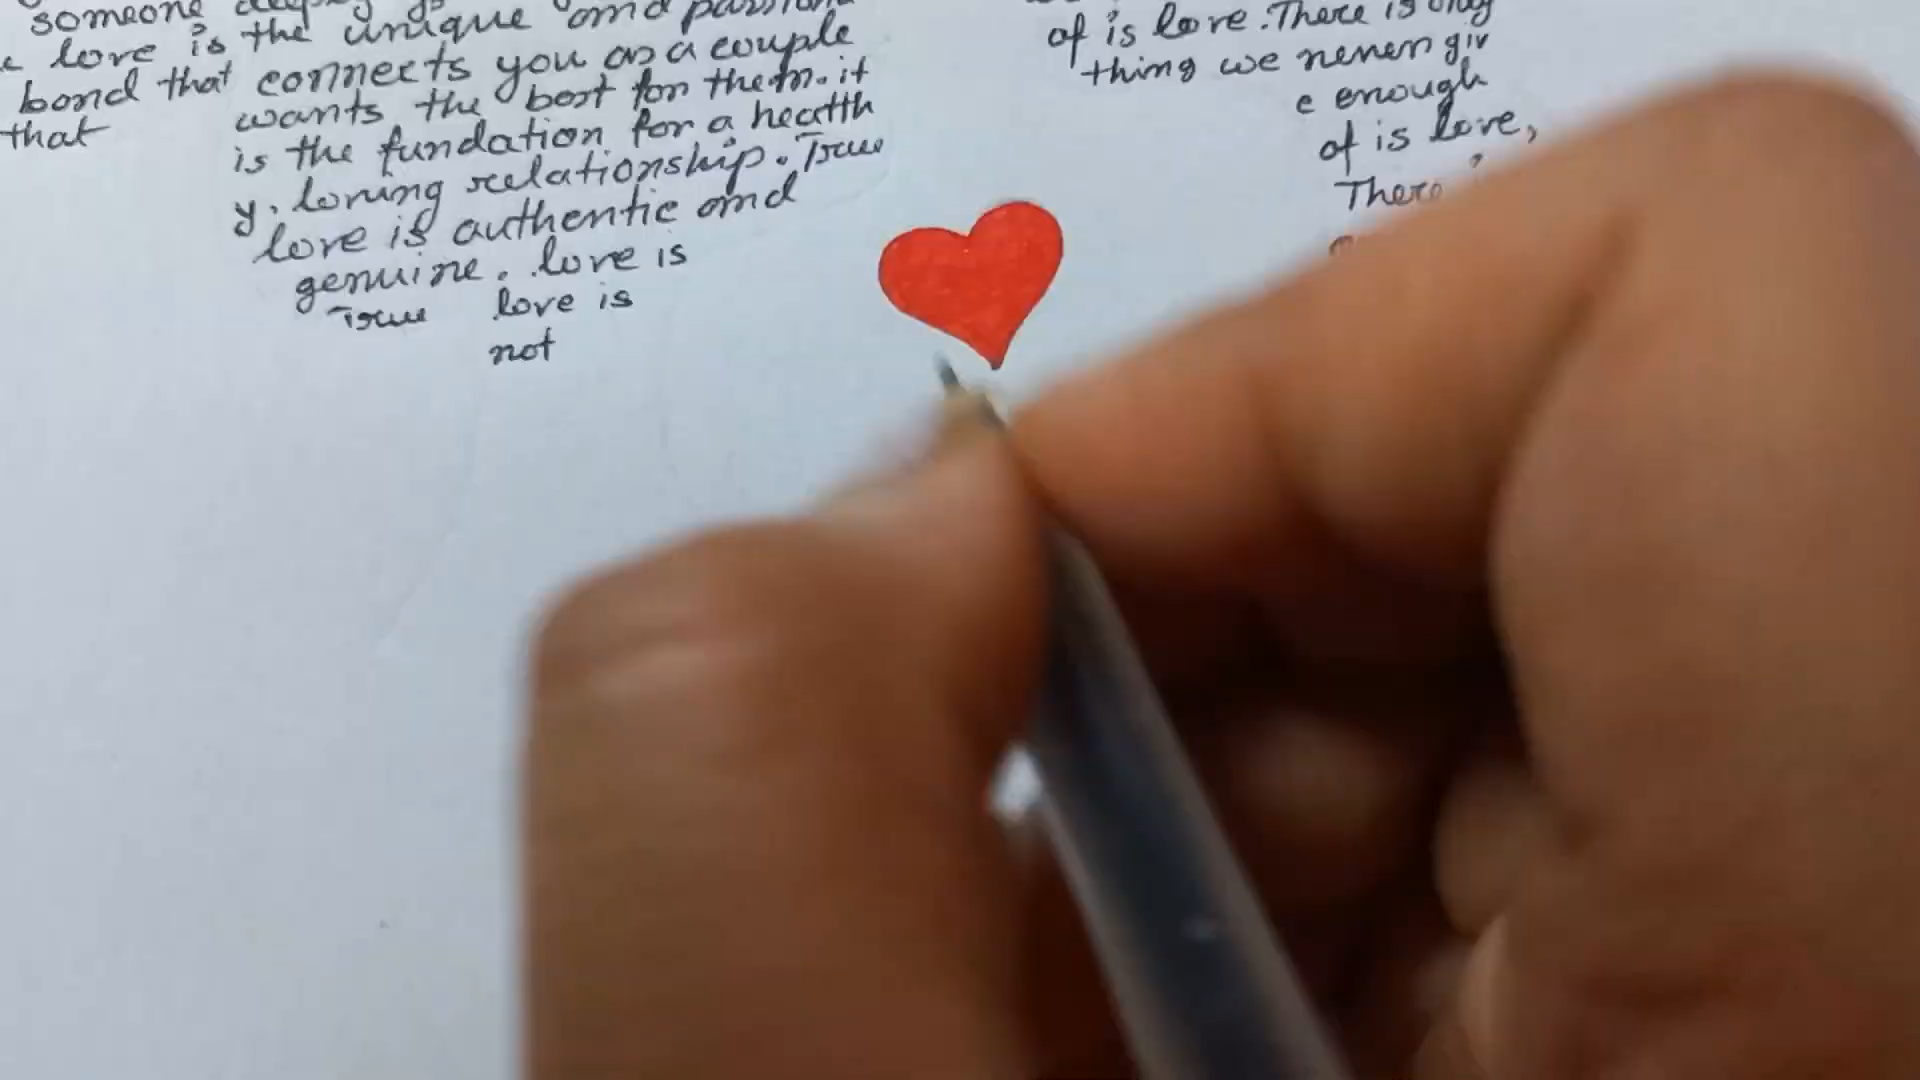 someone deeply
love is the unique and
bond that connects you as a couple
that wants the best for them. it
is the fundation for a health
y. loving relationship. True
love is authentic and
genuine. love is
True love is
not
of is love. There is only
thing we never giv
e enough
of is love,
There